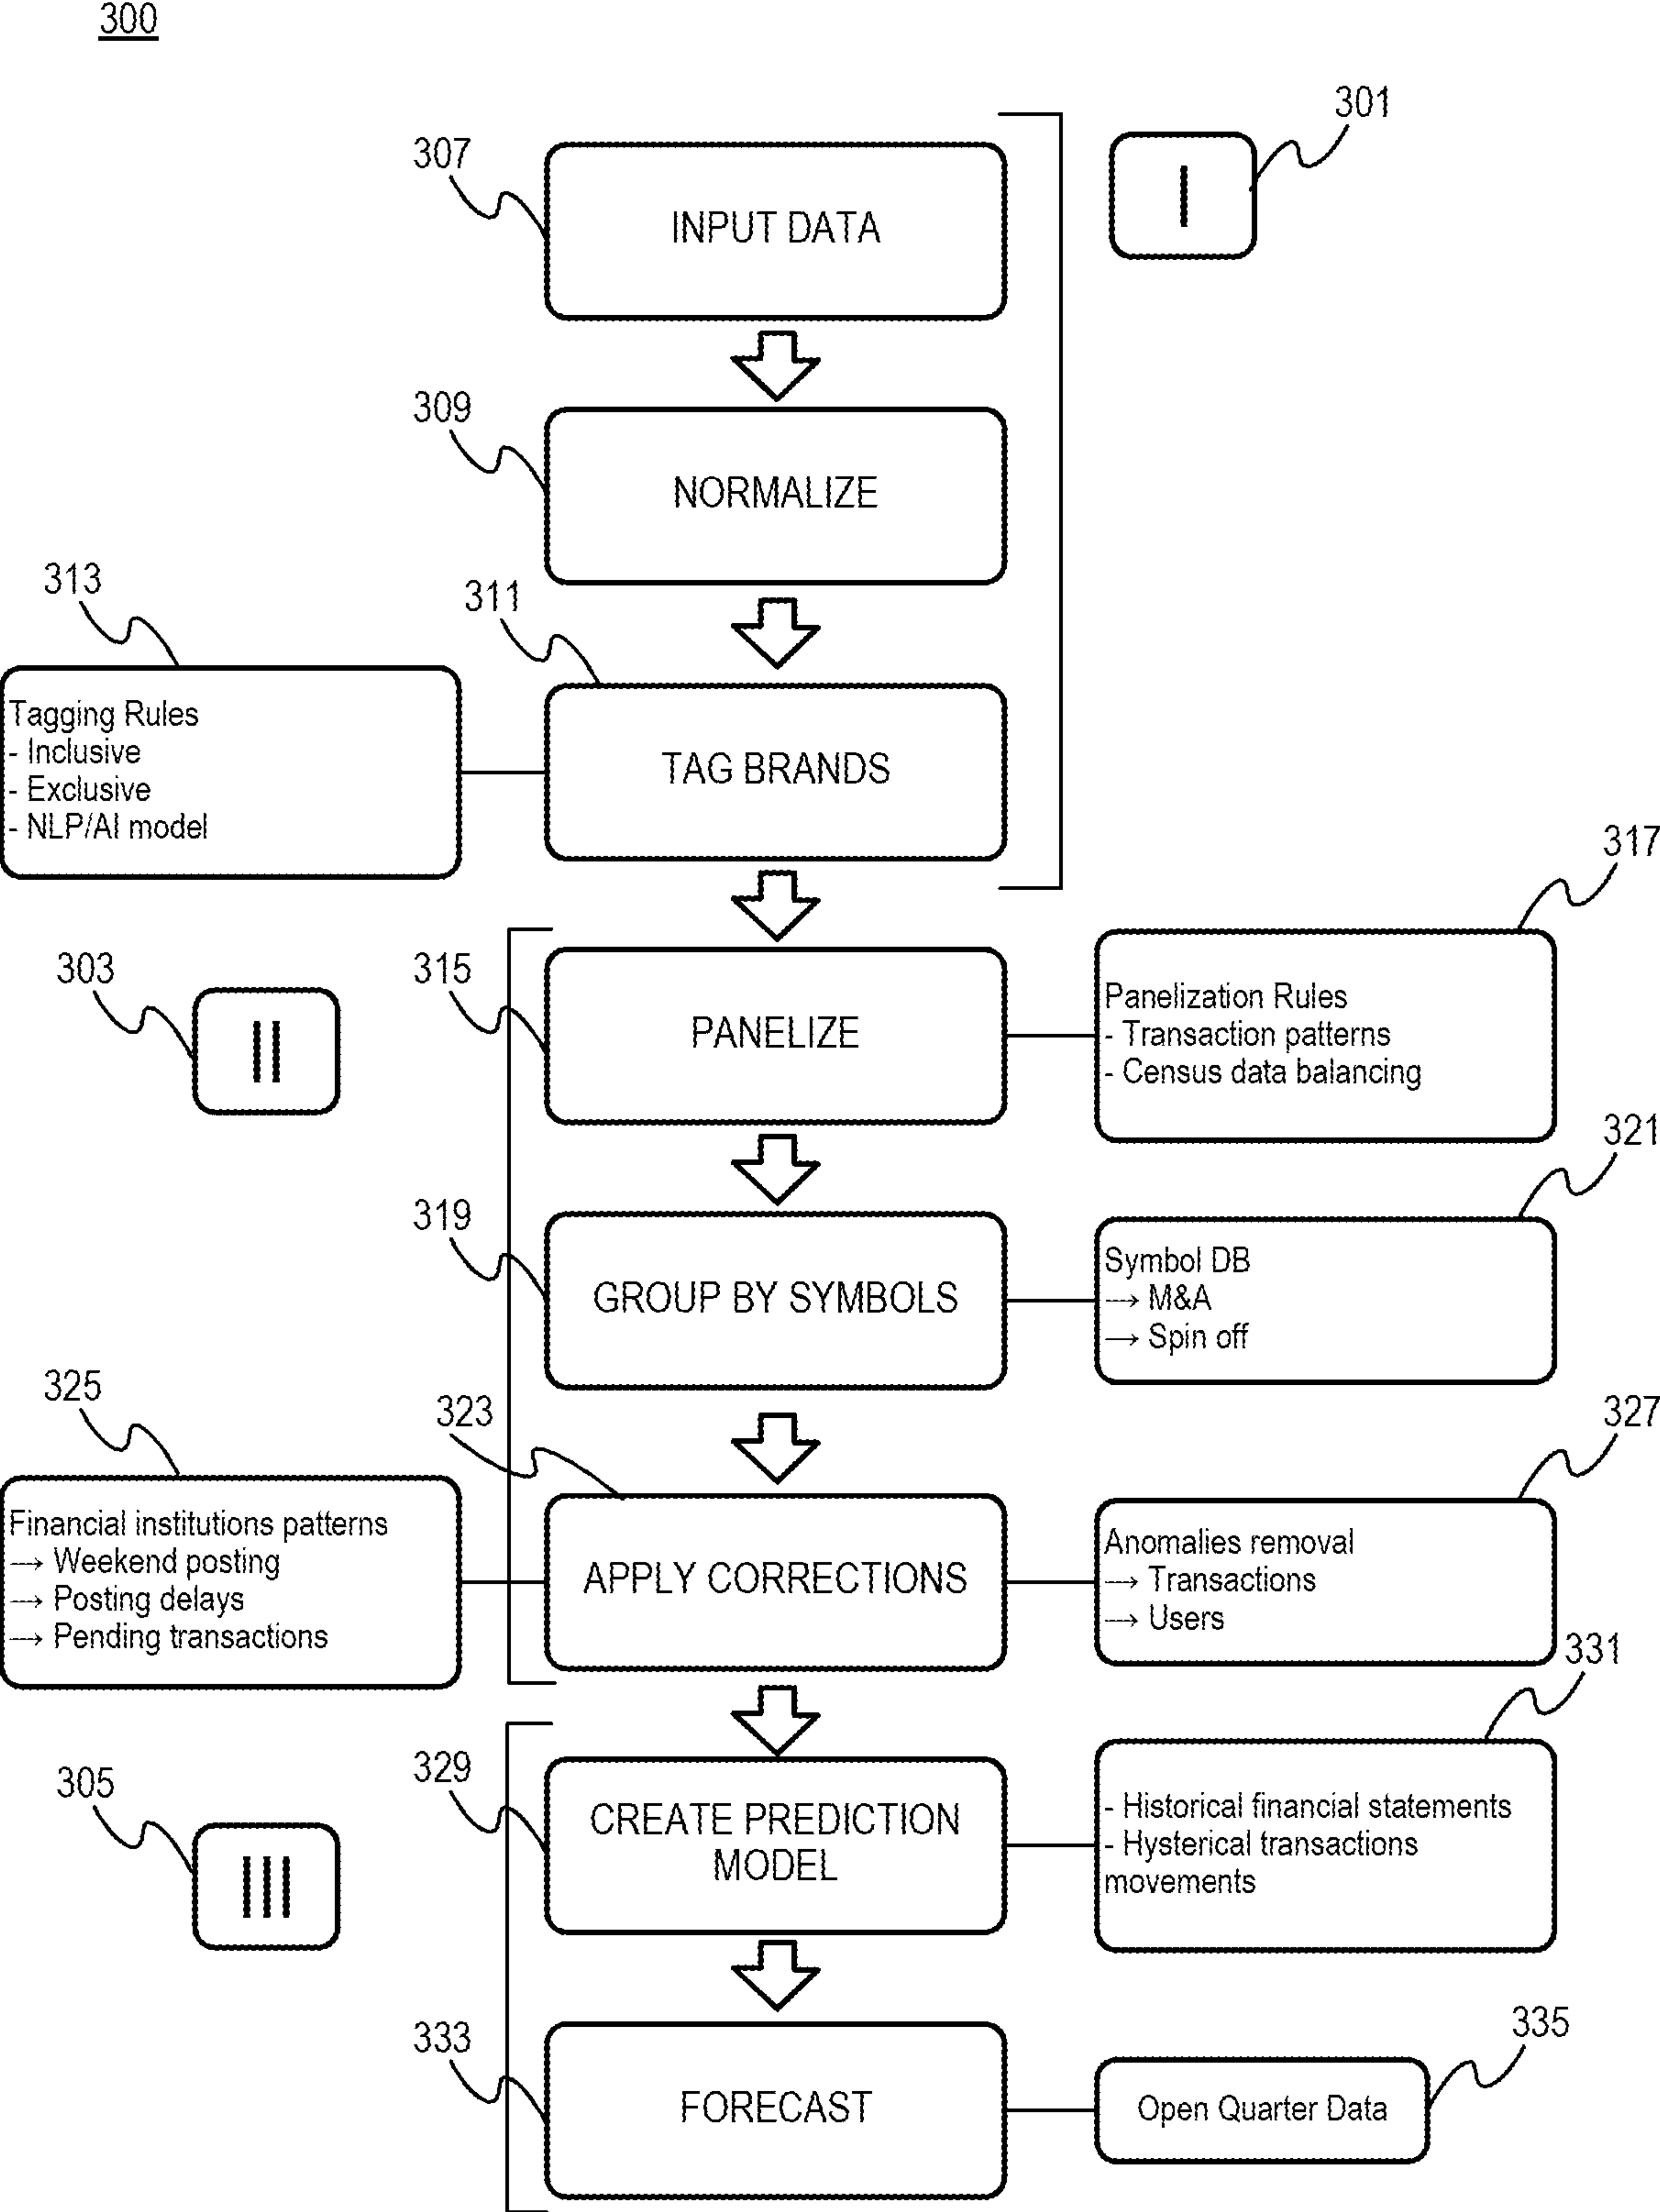 300
301
I
307
INPUT DATA
309
NORMALIZE
313
311
Tagging Rules
- Inclusive
- Exclusive
- NLP/AI model
TAG BRANDS
317
303
II
315
PANELIZE
Panelization Rules
- Transaction patterns
- Census data balancing
321
319
GROUP BY SYMBOLS
Symbol DB
→ M&A
→ Spin off
325
323
327
Financial institutions patterns
→ Weekend posting
→ Posting delays
→ Pending transactions
APPLY CORRECTIONS
Anomalies removal
→ Transactions
→ Users
331
305
III
329
CREATE PREDICTION
MODEL
- Historical financial statements
- Hysterical transactions
movements
333
FORECAST
335
Open Quarter Data